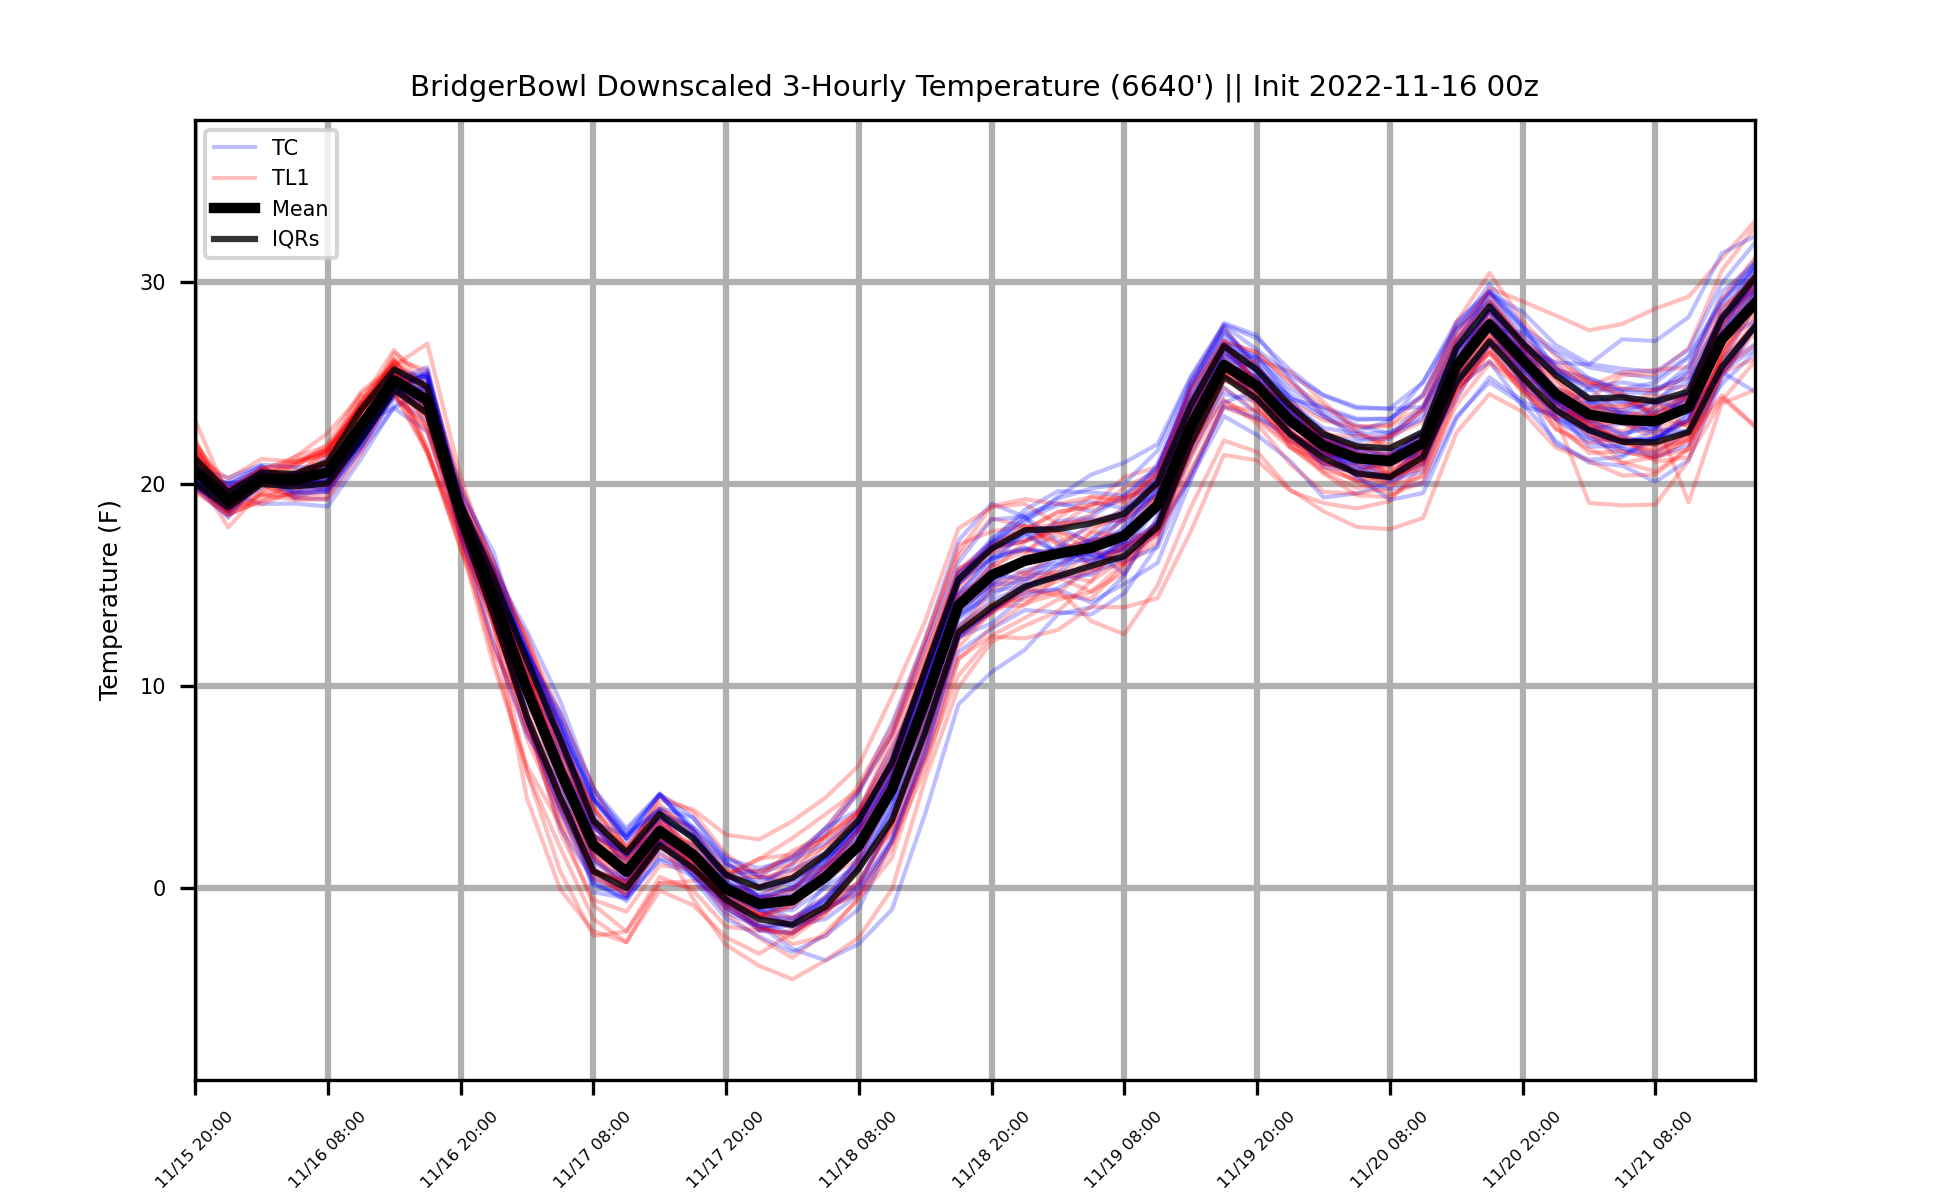 BridgerBowl Downscaled 3-Hourly Temperature (6640') || Init 2022-11-16 00z
TC
TL1
Mean
IQRs
Temperature (F)
30
20
10
0
11/15 20:00
11/16 08:00
11/16 20:00
11/17 08:00
11/17 20:00
11/18 08:00
11/18 20:00
11/19 08:00
11/19 20:00
11/20 08:00
11/20 20:00
11/21 08:00